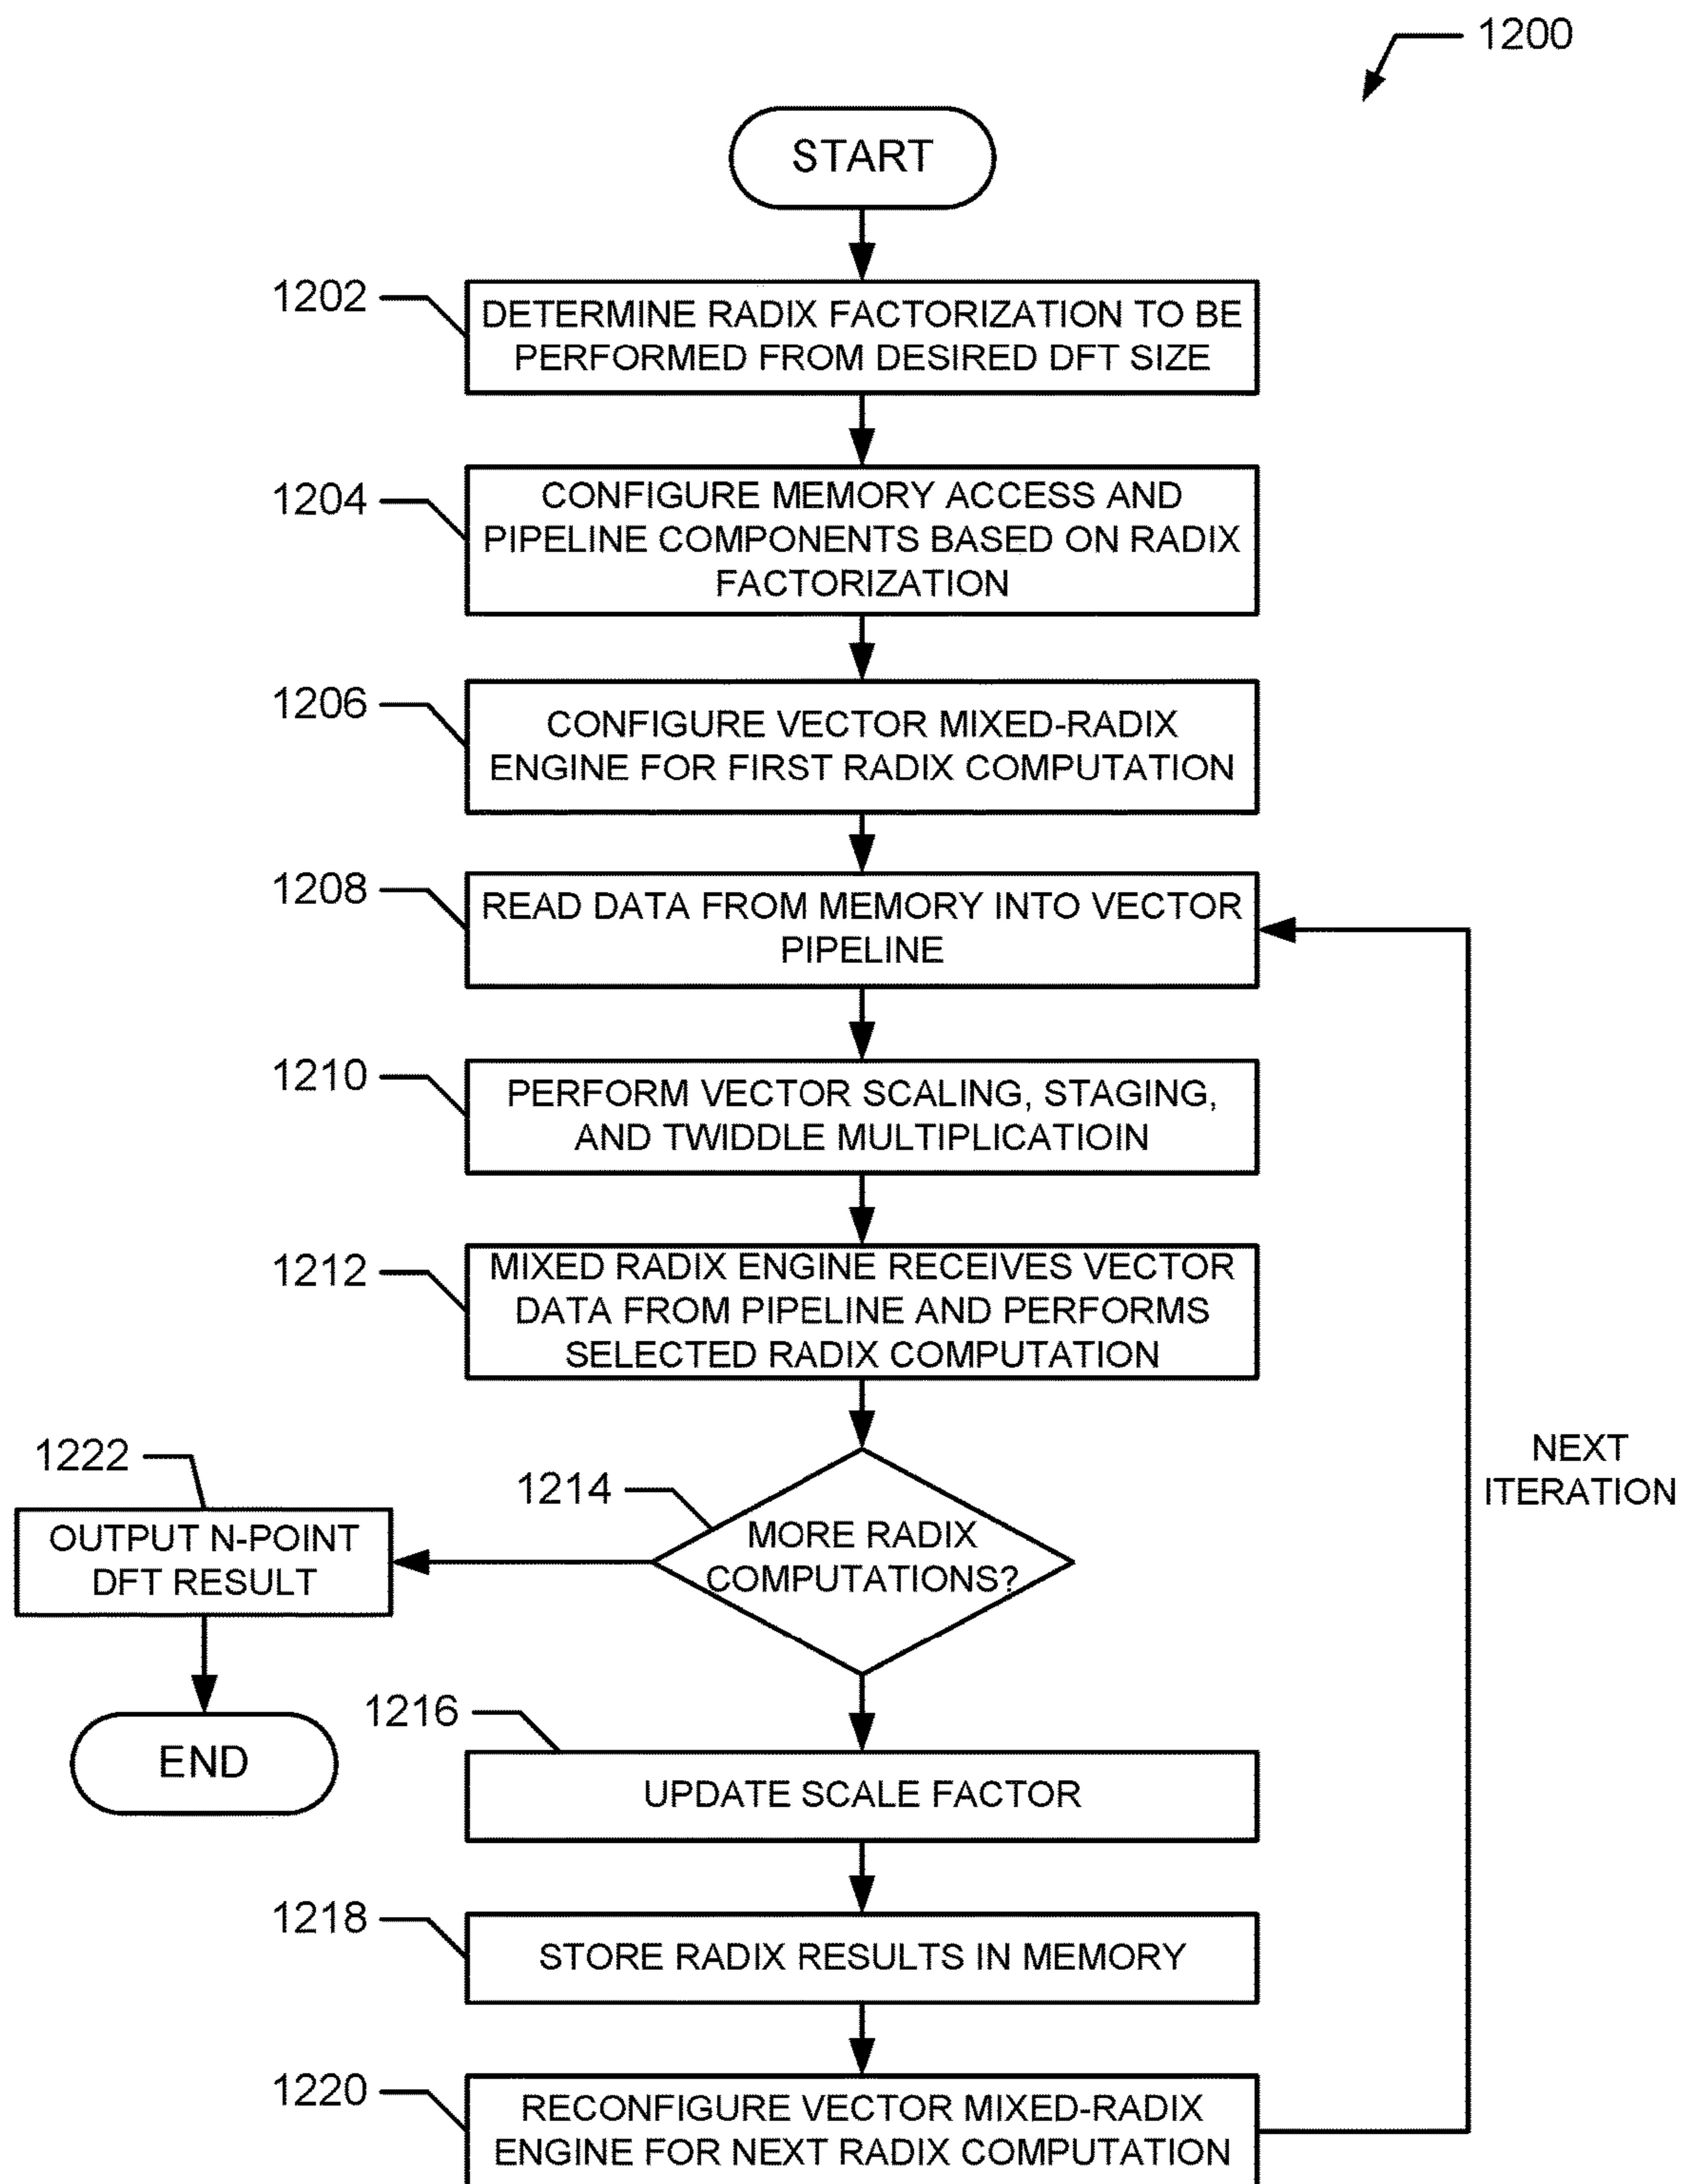 1200
START
1202
DETERMINE RADIX FACTORIZATION TO BE
PERFORMED FROM DESIRED DFT SIZE
1204
CONFIGURE MEMORY ACCESS AND
PIPELINE COMPONENTS BASED ON RADIX
FACTORIZATION
1206
CONFIGURE VECTOR MIXED-RADIX
ENGINE FOR FIRST RADIX COMPUTATION
1208
READ DATA FROM MEMORY INTO VECTOR
PIPELINE
1210
PERFORM VECTOR SCALING, STAGING,
AND TWIDDLE MULTIPLICATIOIN
1212
MIXED RADIX ENGINE RECEIVES VECTOR
DATA FROM PIPELINE AND PERFORMS
SELECTED RADIX COMPUTATION
1214
MORE RADIX
COMPUTATIONS?
NEXT
ITERATION
1222
OUTPUT N-POINT
DFT RESULT
END
1216
UPDATE SCALE FACTOR
1218
STORE RADIX RESULTS IN MEMORY
1220
RECONFIGURE VECTOR MIXED-RADIX
ENGINE FOR NEXT RADIX COMPUTATION